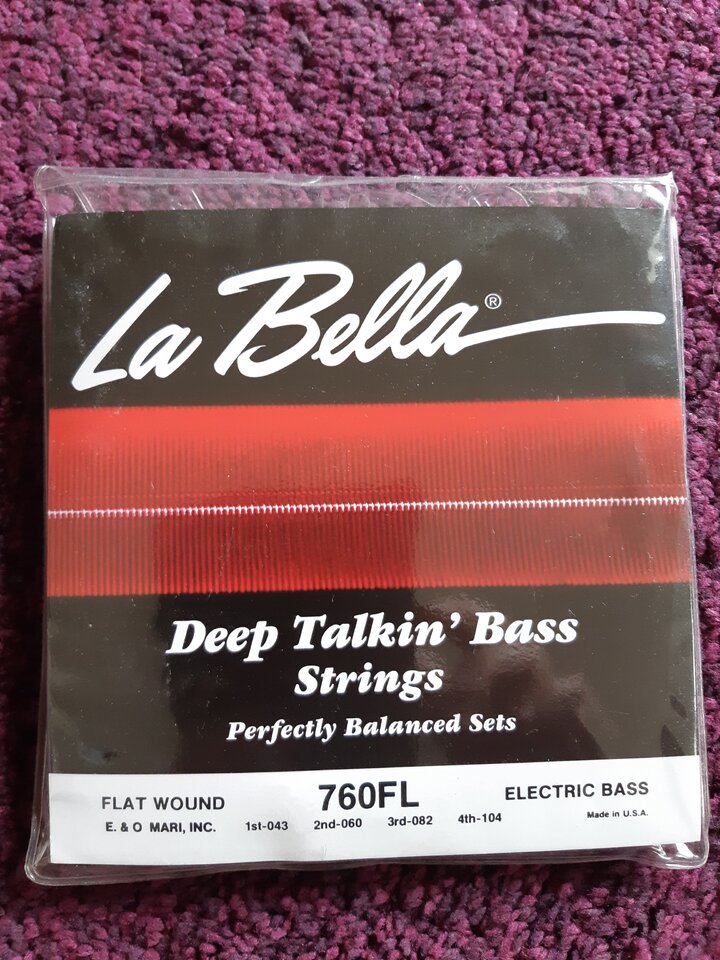 La Bella®
Deep Talkin' Bass
Strings
Perfectly Balanced Sets
FLAT WOUND 760FL ELECTRIC BASS
E. & O MARI, INC. 1st-043 2nd-060 3rd-082 4th-104 Made in U.S.A.